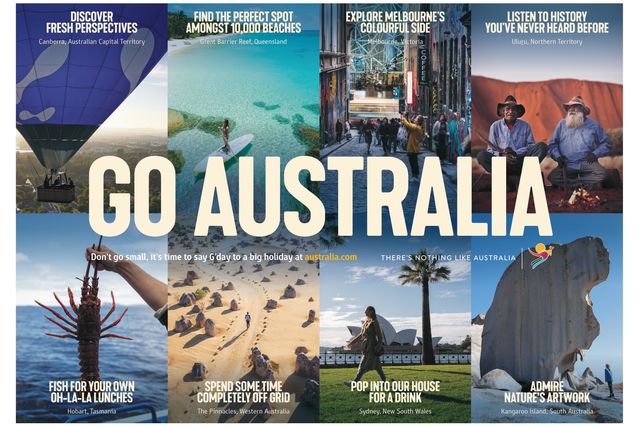 DISCOVER
FRESH PERSPECTIVES
Canberra, Australian Capital Territory
FIND THE PERFECT SPOT
AMONGST 10,000 BEACHES
Great Barrier Reef, Queensland
EXPLORE MELBOURNE'S
COLOURFUL SIDE
Melbourne, Victoria
LISTEN TO HISTORY
YOU'VE NEVER HEARD BEFORE
Uluru, Northern Territory
COFFEE
GO AUSTRALIA
Don't go small, it's time to say G'day to a big holiday at australia.com
THERE'S NOTHING LIKE AUSTRALIA
FISH FOR YOUR OWN
OH-LA-LA LUNCHES
Hobart, Tasmania
SPEND SOME TIME
COMPLETELY OFF GRID
The Pinnacles, Western Australia
POP INTO OUR HOUSE
FOR A DRINK
Sydney, New South Wales
ADMIRE
NATURE'S ARTWORK
Kangaroo Island, South Australia